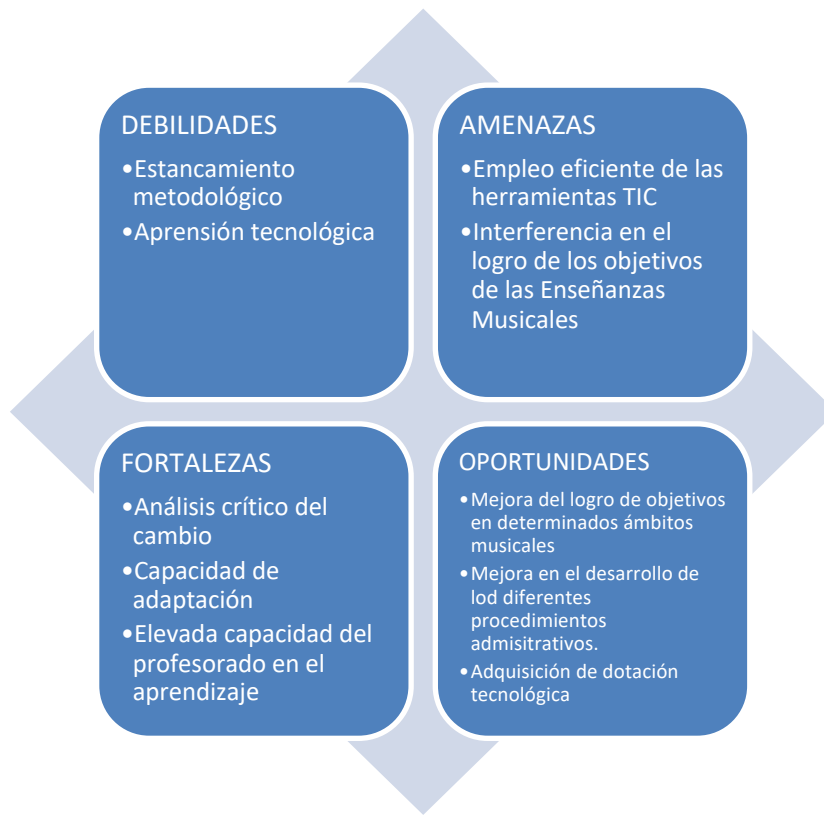 DEBILIDADES
•Estancamiento
metodológico
•Aprensión tecnológica
AMENAZAS
•Empleo eficiente de las
herramientas TIC
•Interferencia en el
logro de los objetivos
de las Enseñanzas
Musicales
FORTALEZAS
•Análisis crítico del
cambio
•Capacidad de
adaptación
•Elevada capacidad del
profesorado en el
aprendizaje
OPORTUNIDADES
•Mejora del logro de objetivos
en determinados ámbitos
musicales
•Mejora en el desarrollo de
lod diferentes
procedimientos
admisitrativos.
•Adquisición de dotación
tecnológica